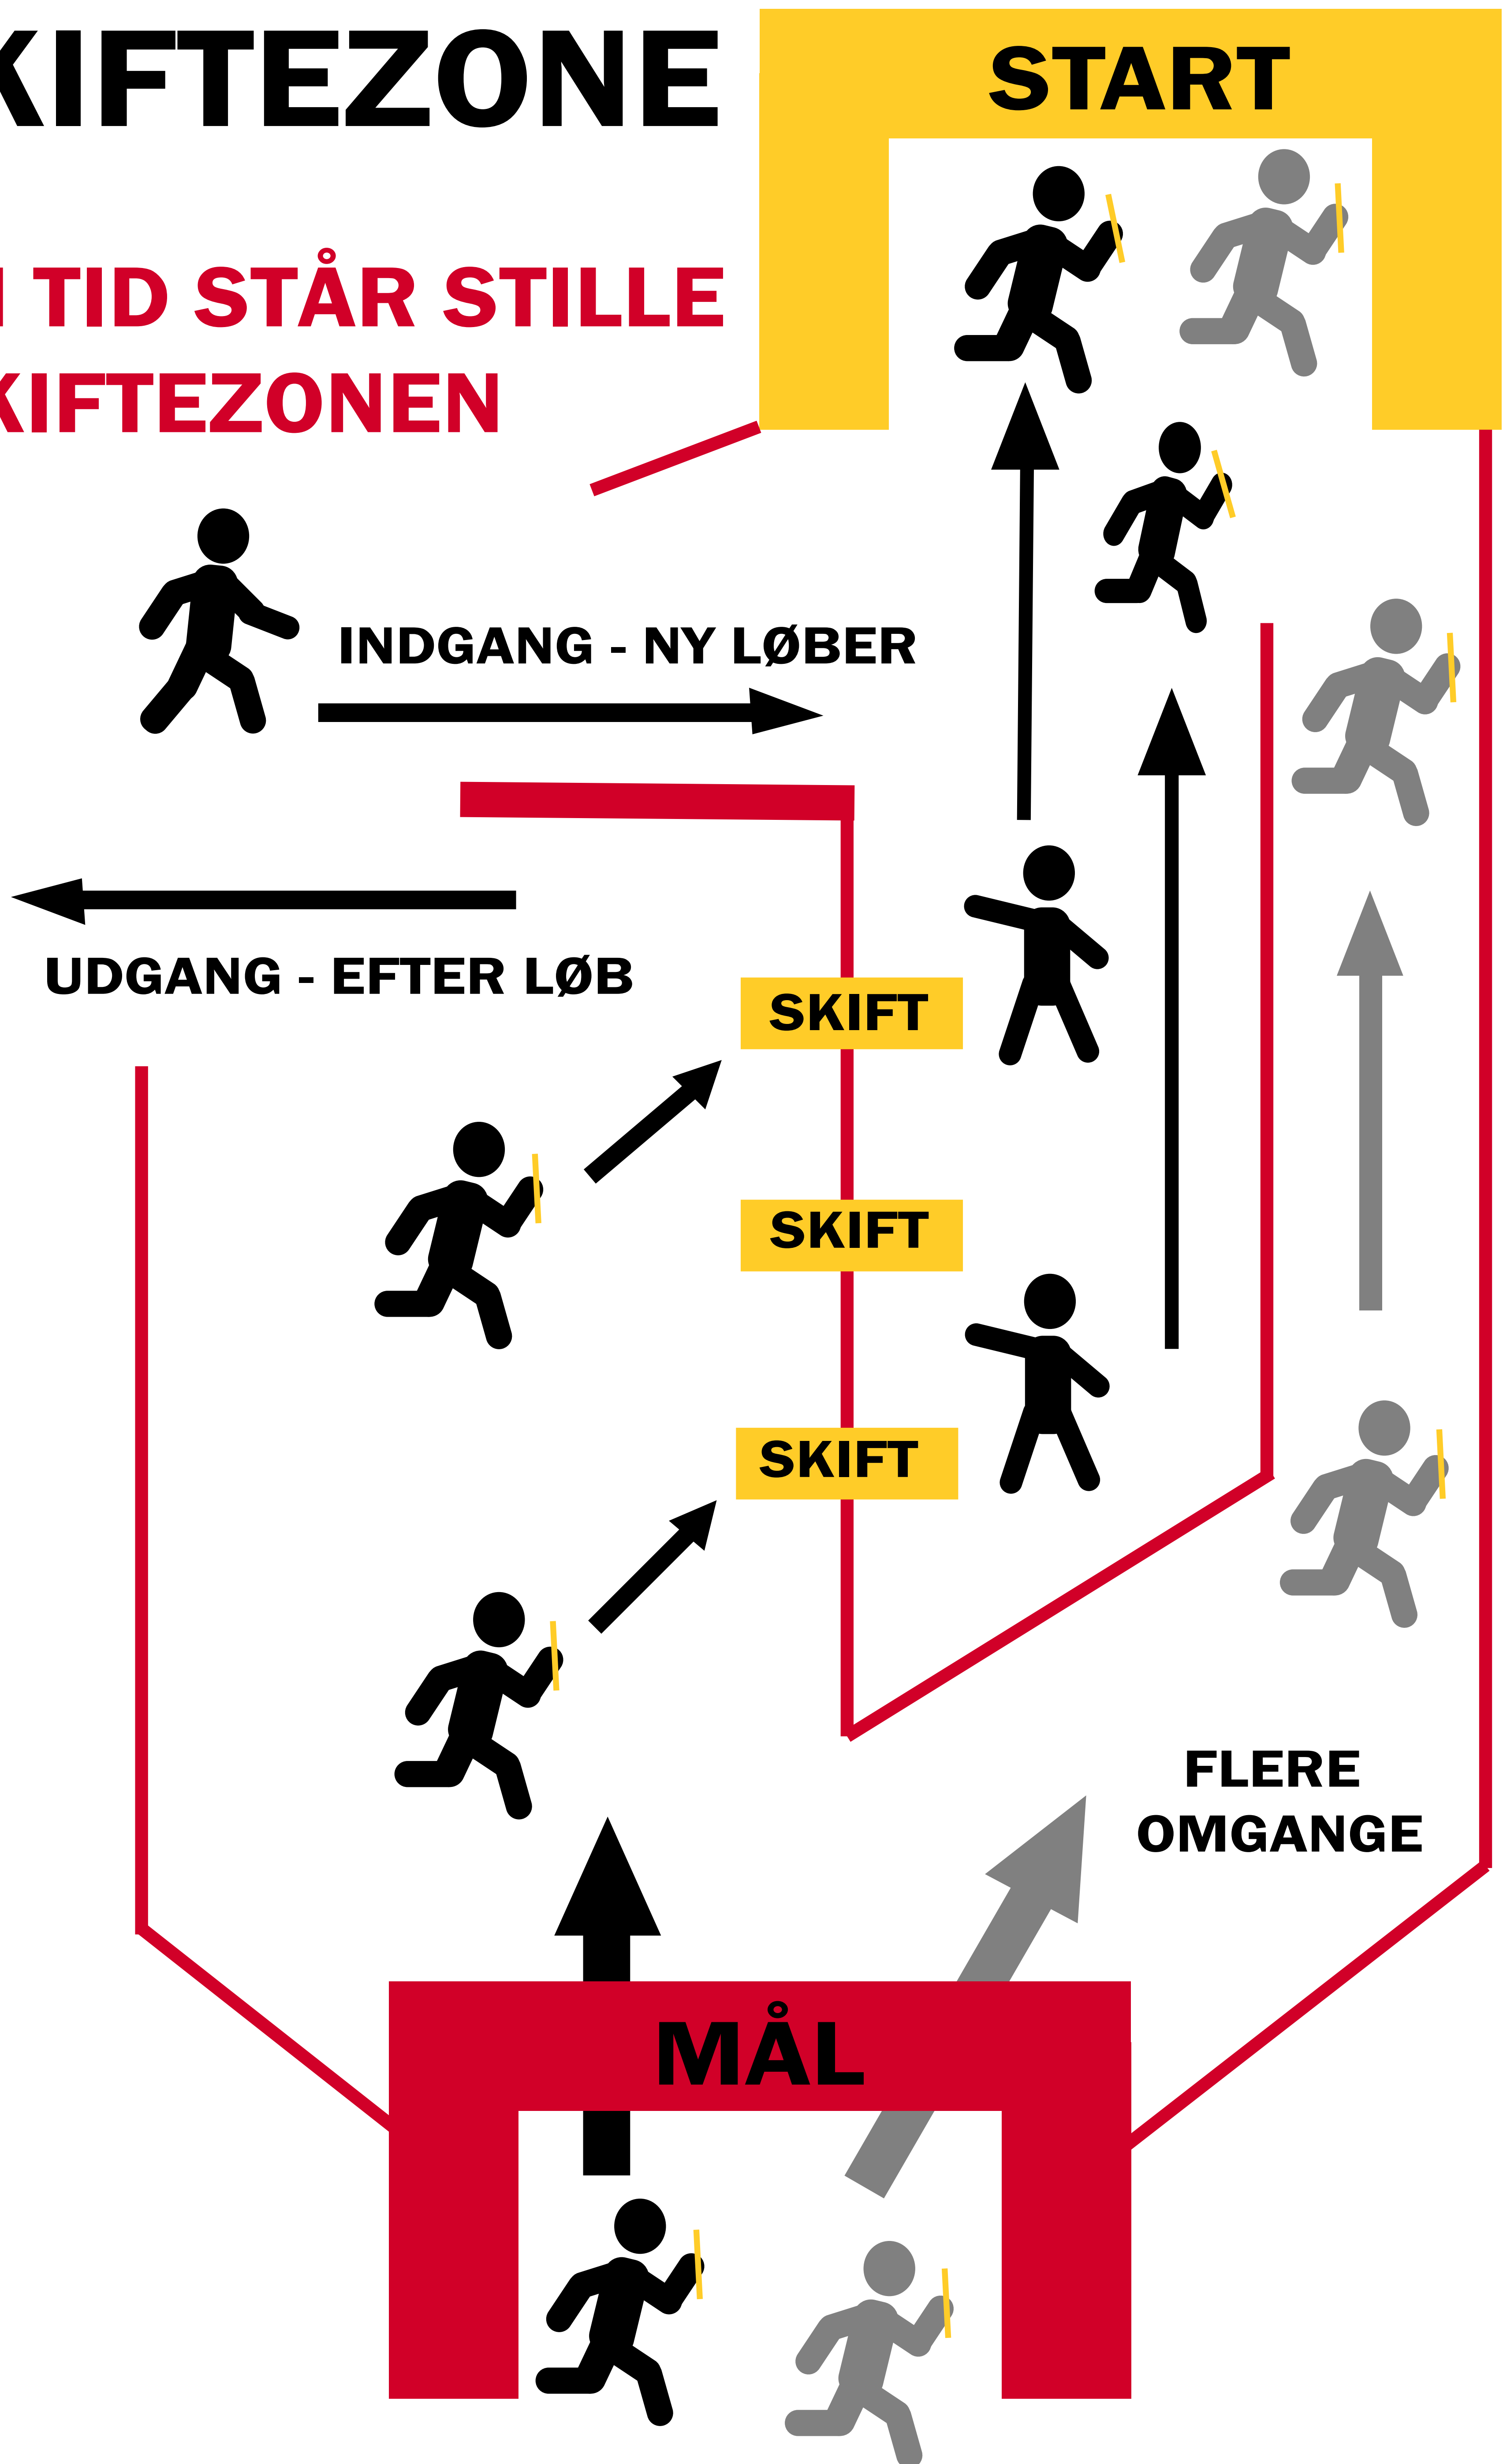 KIFTEZONE
START
TID STÅR STILLE
KIFTEZONEN
INDGANG - NY LØBER
UDGANG - EFTER LØB
SKIFT
SKIFT
SKIFT
FLERE
OMGANGE
MÅL